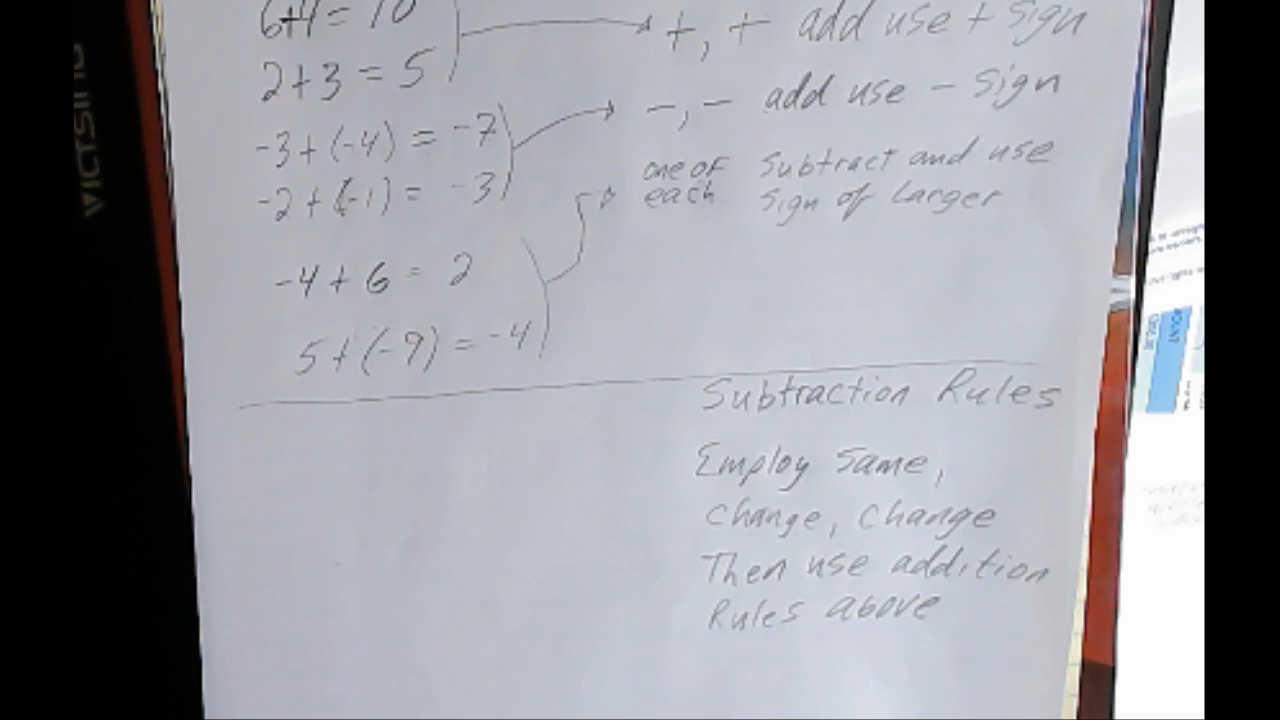 6+4 = 10
2+3 = 5
+, + add use + sign
-3+(-4) = -7
-, - add use - sign
-2+(-1) = -3
one of each subtract and use
sign of larger
-4+6 = 2
5+(-9) = -4
Subtraction Rules
Employ same,
change, change
Then use addition
Rules above
VICTSING